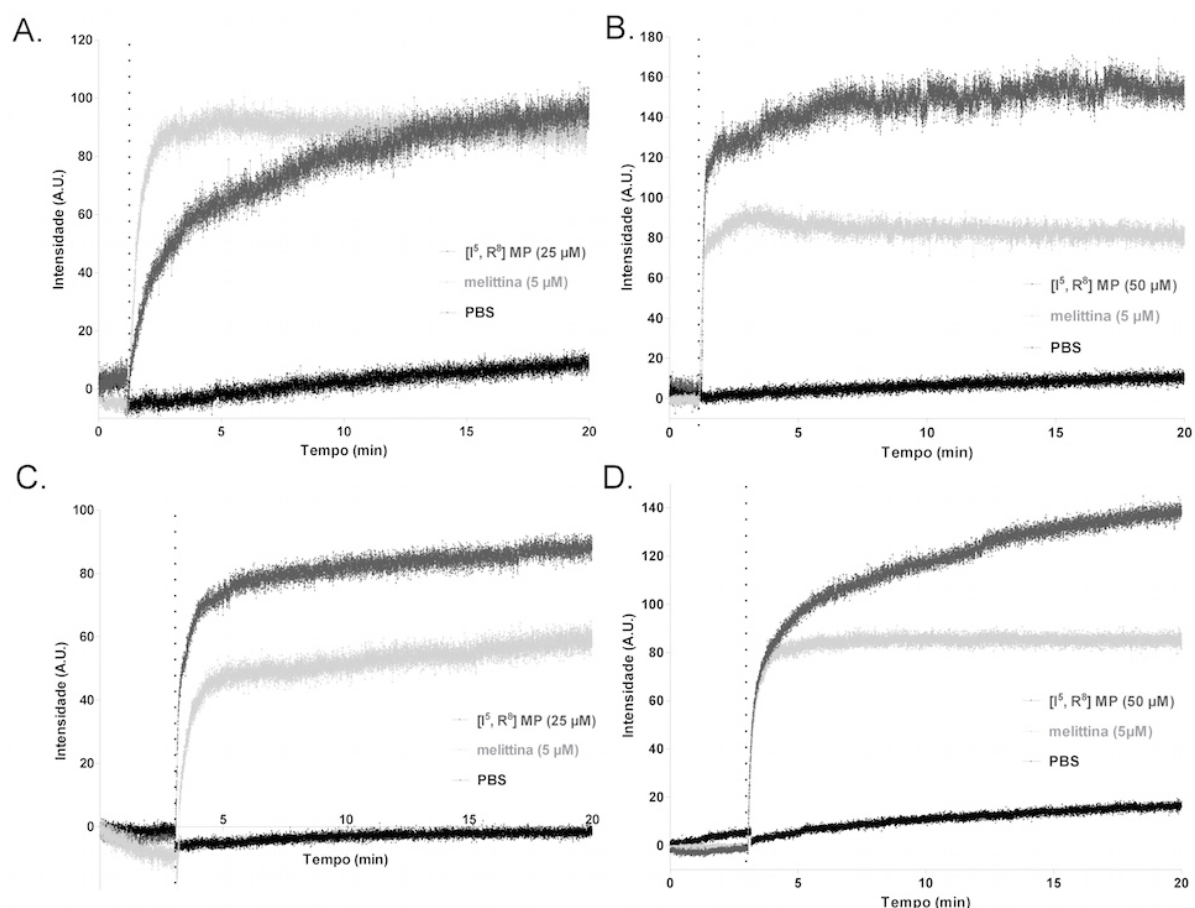 A.
120
100
80
60
40
20
0
Intensidade (A.U.)
[I⁵, R⁸] MP (25 µM)
melittina (5 µM)
PBS
0 5 10 15 20
Tempo (min)
B.
180
160
140
120
100
80
60
40
20
0
Intensidade (A.U.)
[I⁵, R⁸] MP (50 µM)
melittina (5 µM)
PBS
0 5 10 15 20
Tempo (min)
C.
100
80
60
40
20
0
Intensidade (A.U.)
[I⁵, R⁸] MP (25 µM)
melittina (5 µM)
PBS
5 10 15 20
Tempo (min)
D.
140
120
100
80
60
40
20
0
Intensidade (A.U.)
[I⁵, R⁸] MP (50 µM)
melittina (5µM)
PBS
0 5 10 15 20
Tempo (min)